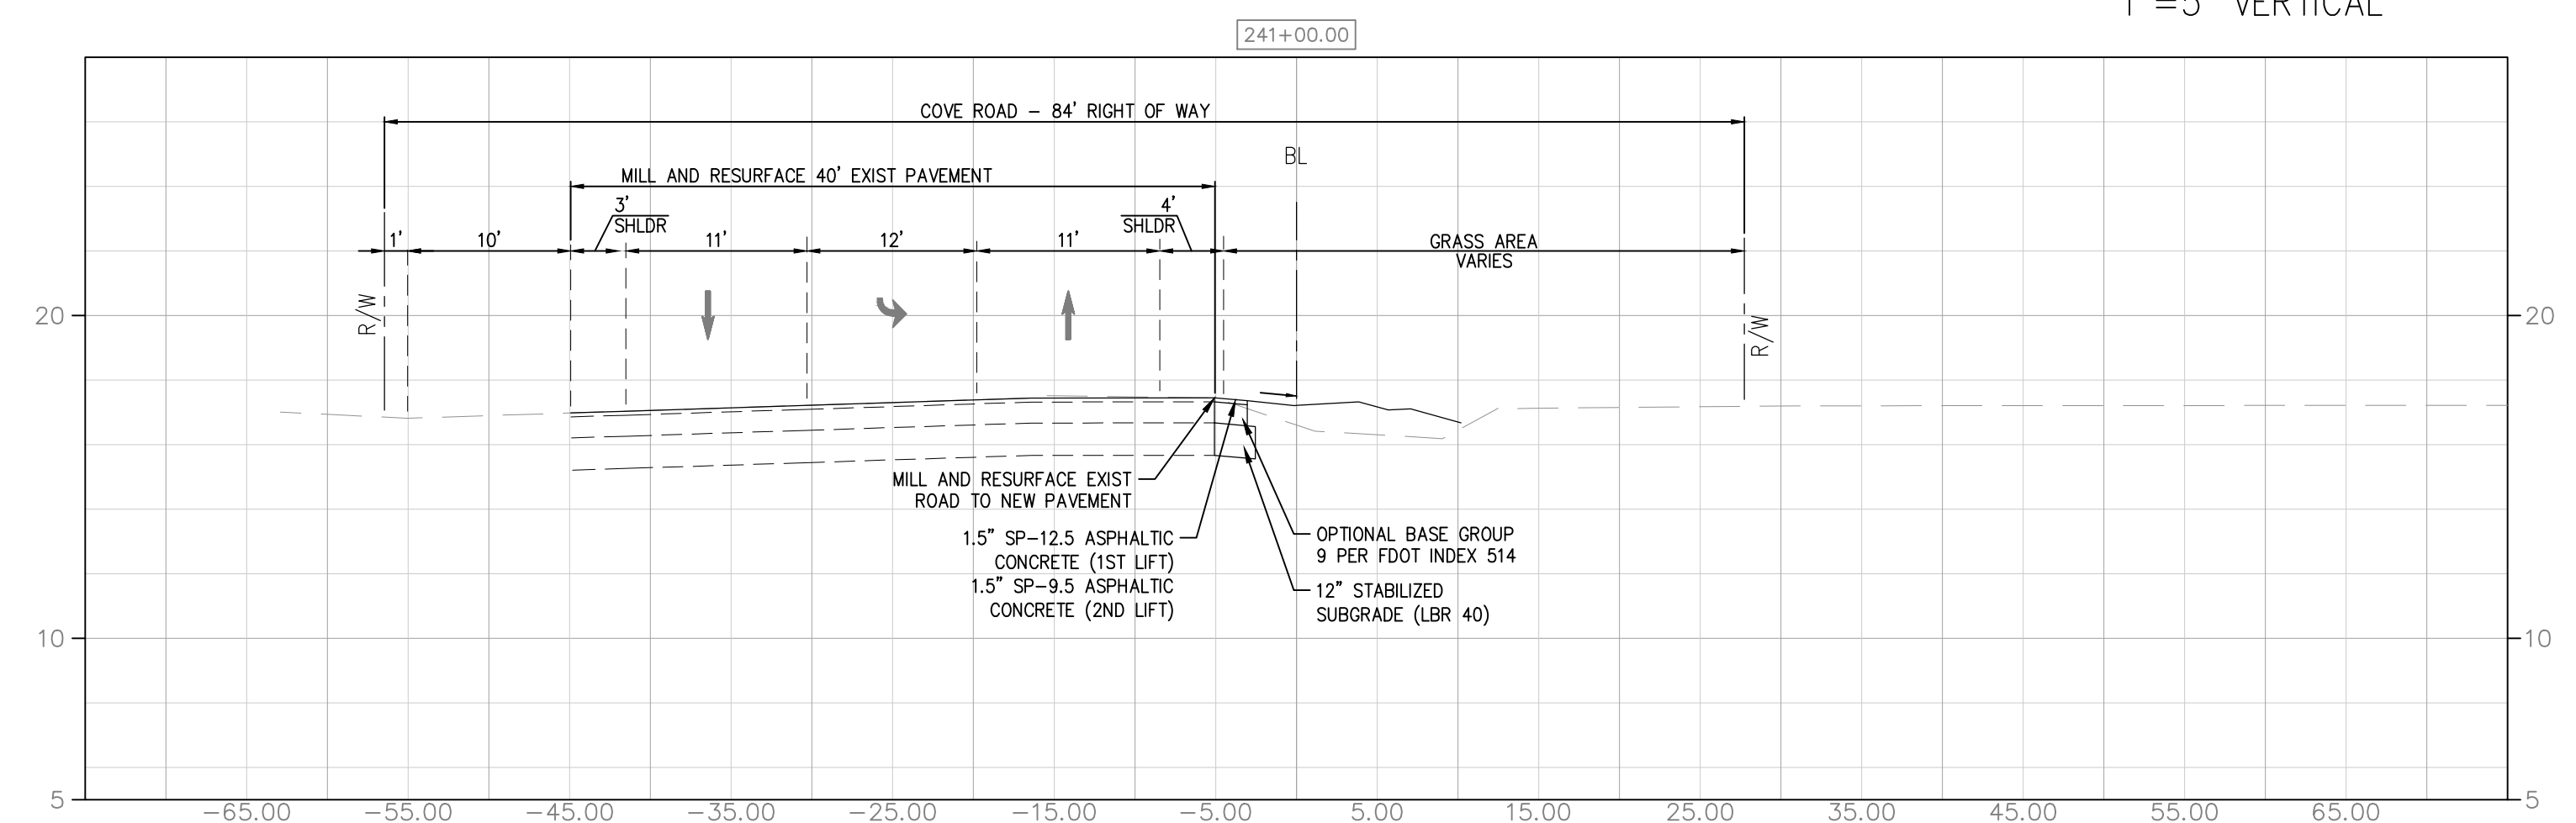 1"=5' VERTICAL
241+00.00
COVE ROAD – 84' RIGHT OF WAY
BL
MILL AND RESURFACE 40' EXIST PAVEMENT
3'
SHLDR
4'
SHLDR
1'
10'
11'
12'
11'
GRASS AREA
VARIES
R/W
R/W
20
20
MILL AND RESURFACE EXIST
ROAD TO NEW PAVEMENT
1.5" SP-12.5 ASPHALTIC
CONCRETE (1ST LIFT)
1.5" SP-9.5 ASPHALTIC
CONCRETE (2ND LIFT)
OPTIONAL BASE GROUP
9 PER FDOT INDEX 514
12" STABILIZED
SUBGRADE (LBR 40)
10
10
5
5
-65.00 -55.00 -45.00 -35.00 -25.00 -15.00 -5.00 5.00 15.00 25.00 35.00 45.00 55.00 65.00